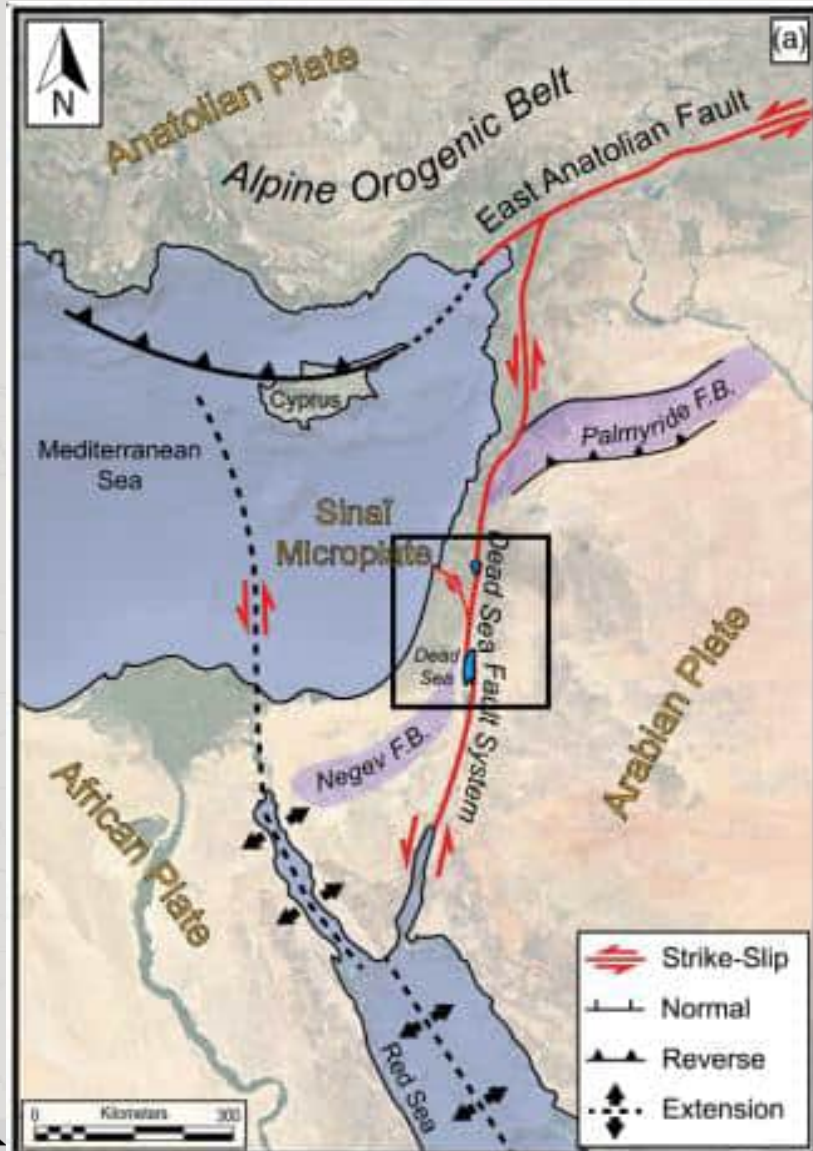 (a)
N
Anatolian Plate
Alpine Orogenic Belt
East Anatolian Fault
Cyprus
Palmyride F.B.
Mediterranean
Sea
Sinaï
Microplate
Dead Sea Fault System
Dead
Sea
Negev F.B.
Arabian Plate
African Plate
Red Sea
Strike-Slip
Normal
Reverse
Extension
0 Kilometers 300